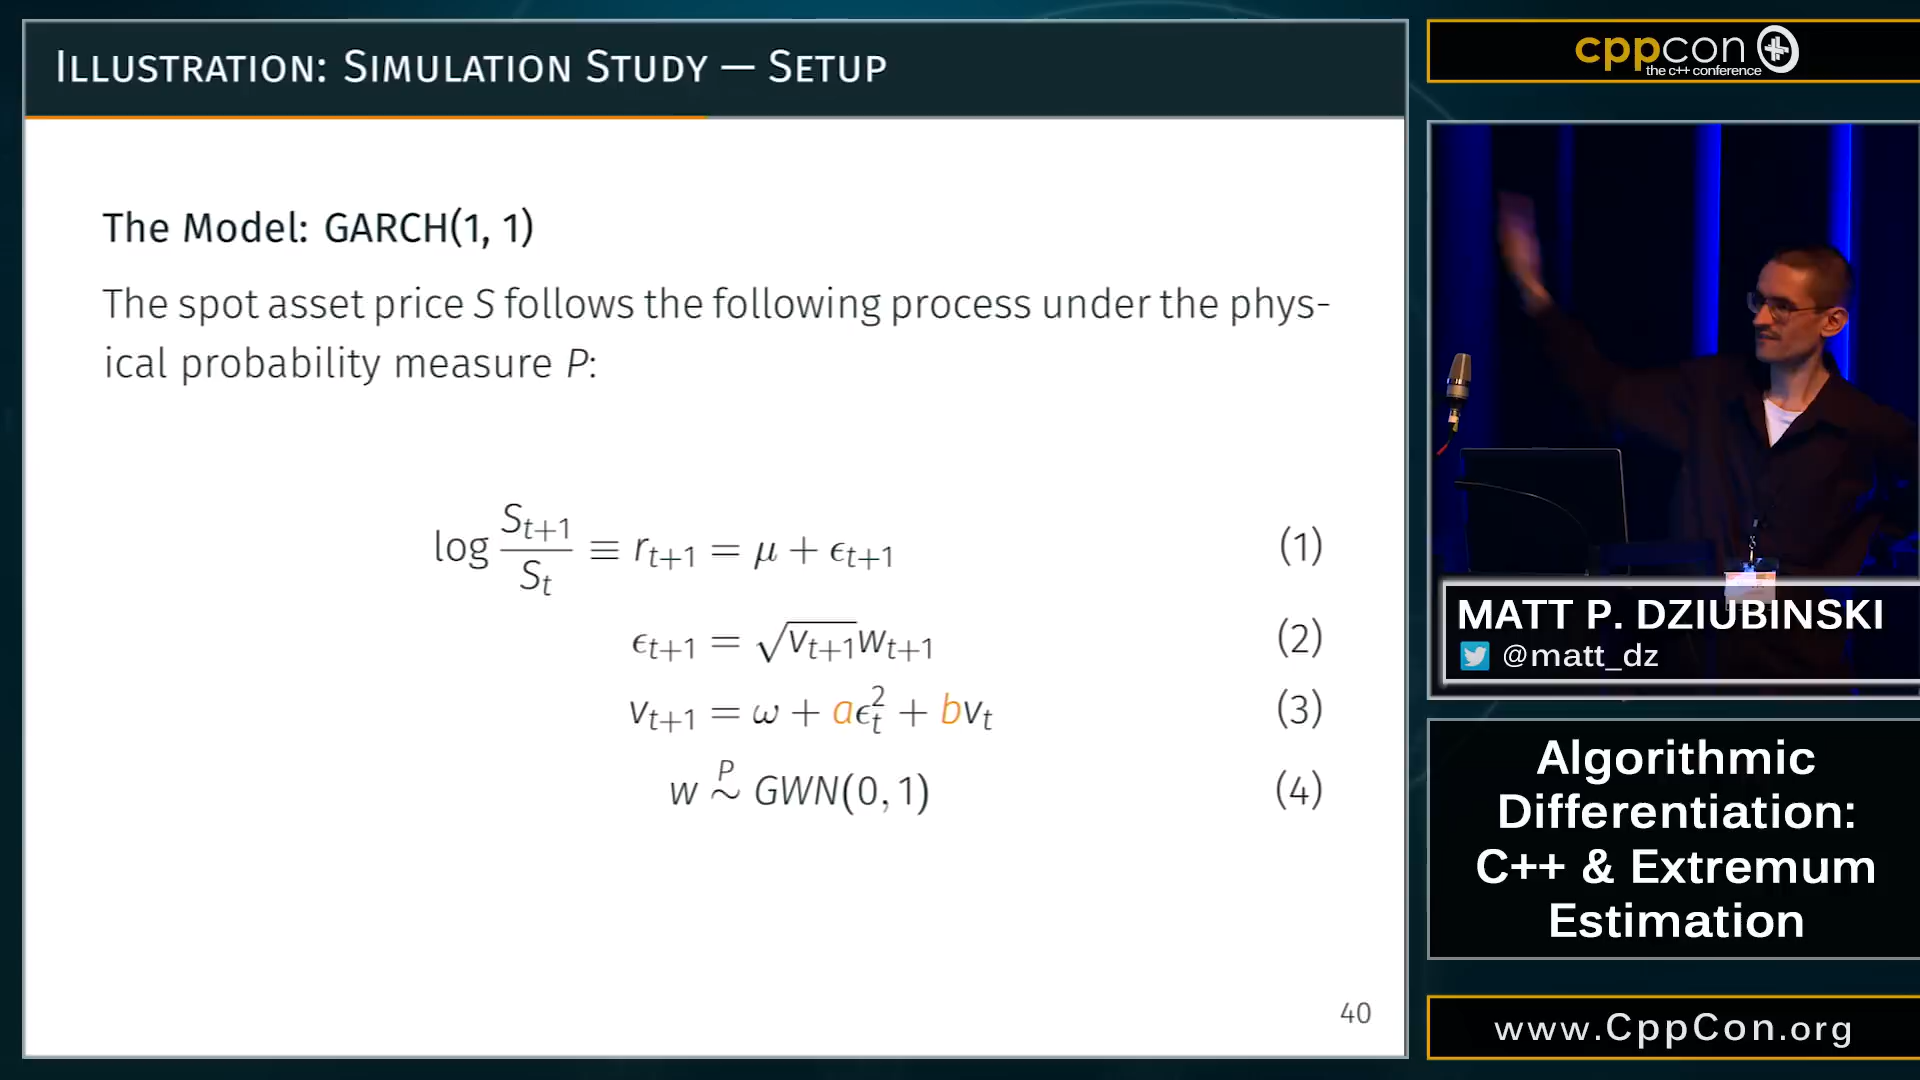 ILLUSTRATION: SIMULATION STUDY — SETUP
The Model: GARCH(1, 1)
The spot asset price S follows the following process under the phys-
ical probability measure P:
log S_{t+1}/S_t ≡ r_{t+1} = μ + ϵ_{t+1} (1)
ϵ_{t+1} = √v_{t+1} w_{t+1} (2)
v_{t+1} = ω + aϵ_t^2 + bv_t (3)
w ~^P GWN(0, 1) (4)
40
cppcon
the c++ conference
MATT P. DZIUBINSKI
@matt_dz
Algorithmic
Differentiation:
C++ & Extremum
Estimation
www.CppCon.org